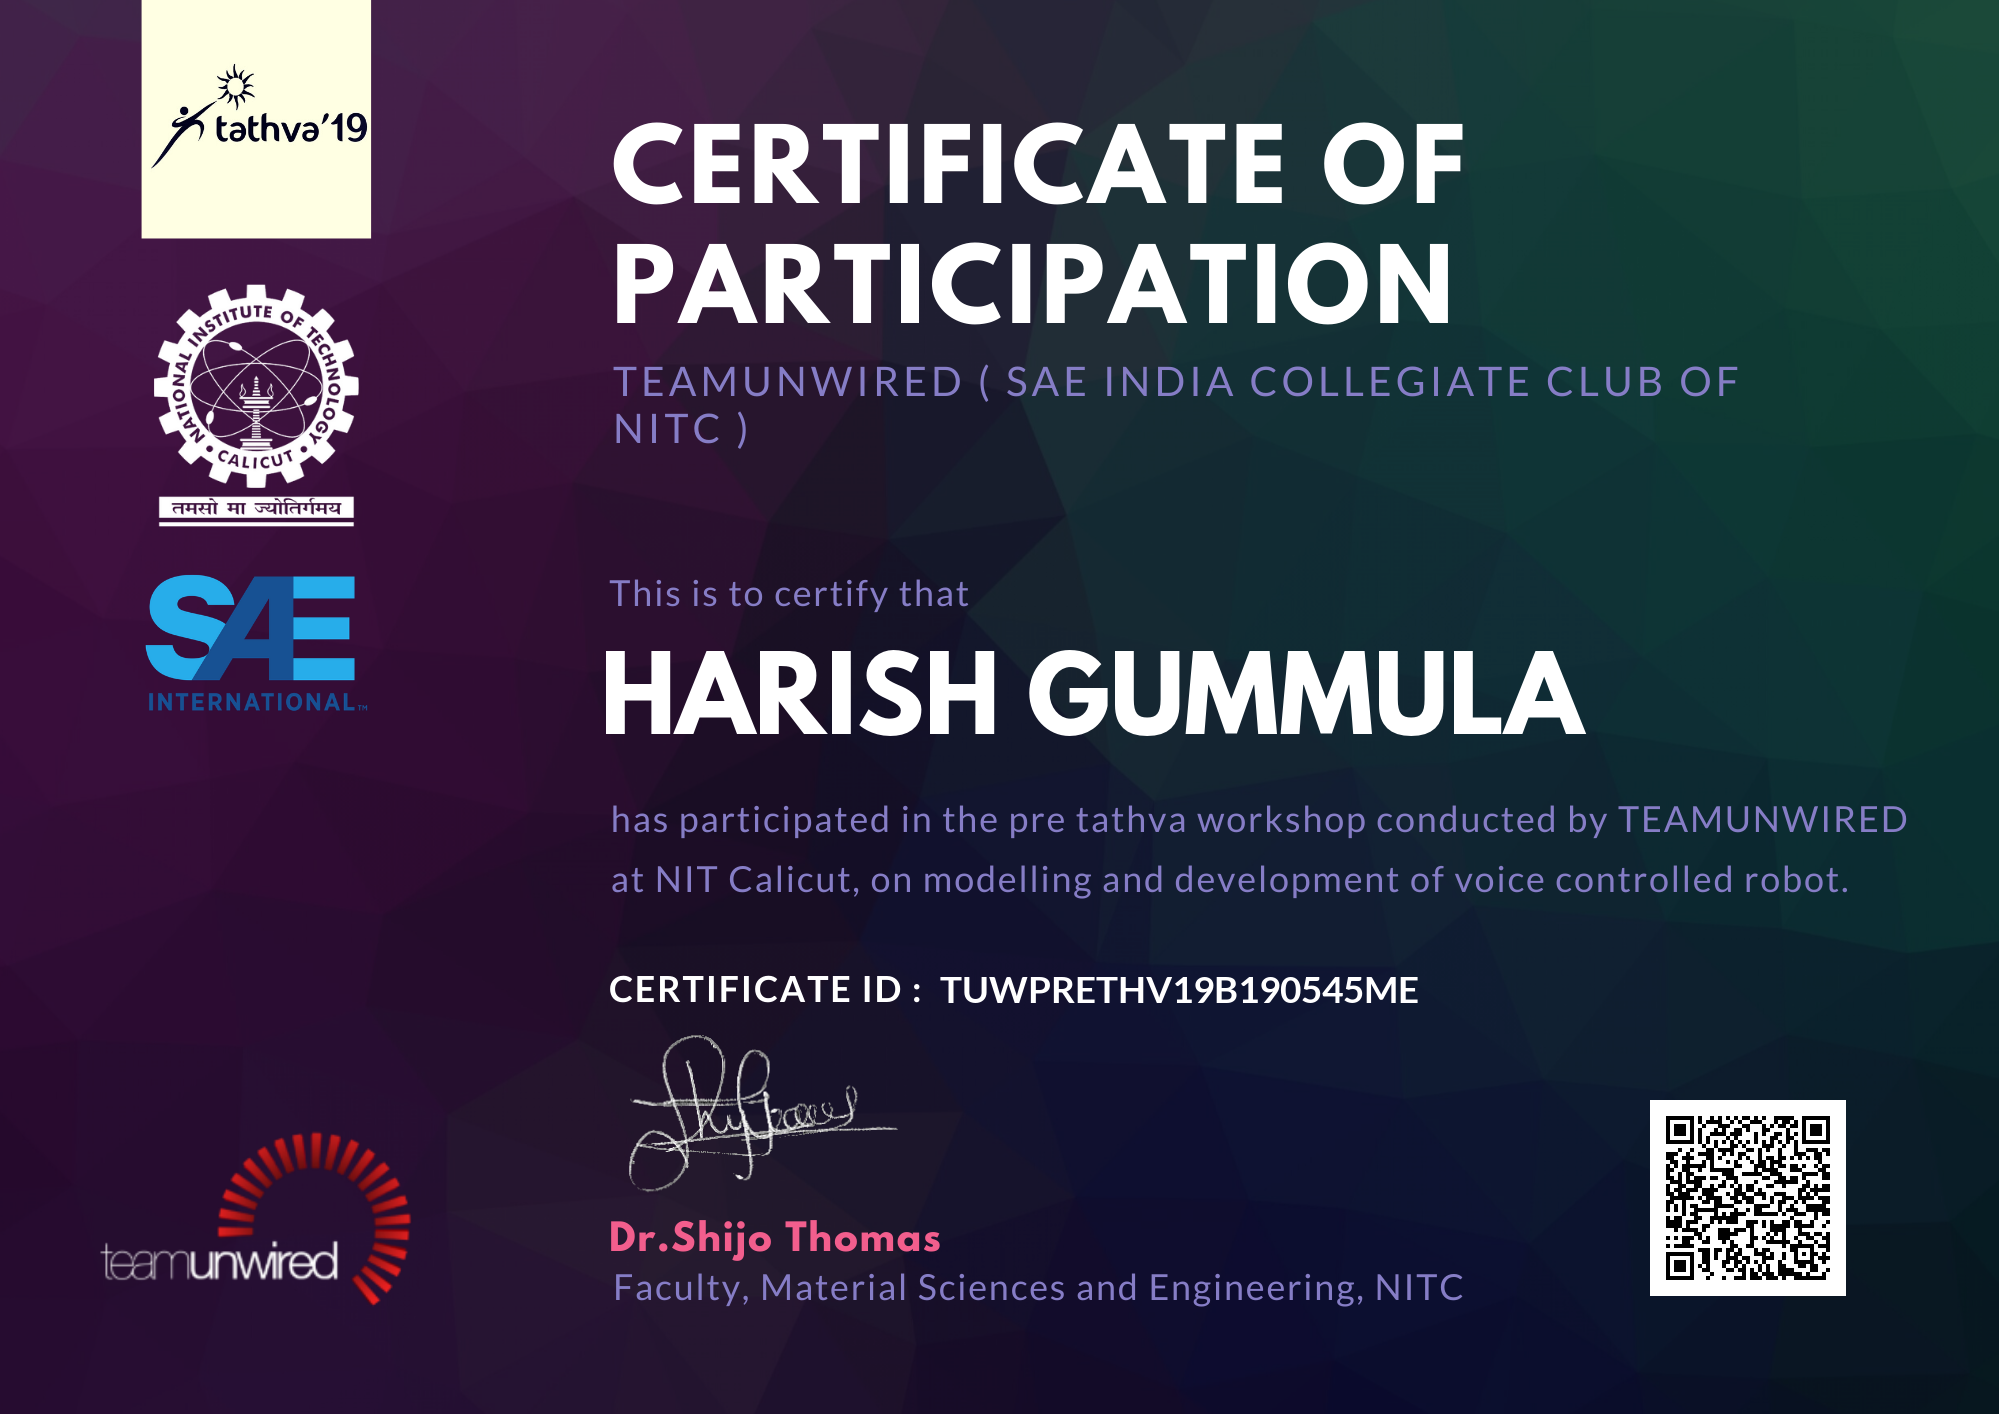 tathva'19
NATIONAL INSTITUTE OF TECHNOLOGY
• CALICUT •
तमसो मा ज्योतिर्गमय
SAE
INTERNATIONAL™
CERTIFICATE OF
PARTICIPATION
TEAMUNWIRED ( SAE INDIA COLLEGIATE CLUB OF
NITC )
This is to certify that
HARISH GUMMULA
has participated in the pre tathva workshop conducted by TEAMUNWIRED
at NIT Calicut, on modelling and development of voice controlled robot.
CERTIFICATE ID : TUWPRETHV19B190545ME
Dr.Shijo Thomas
Faculty, Material Sciences and Engineering, NITC
teamunwired